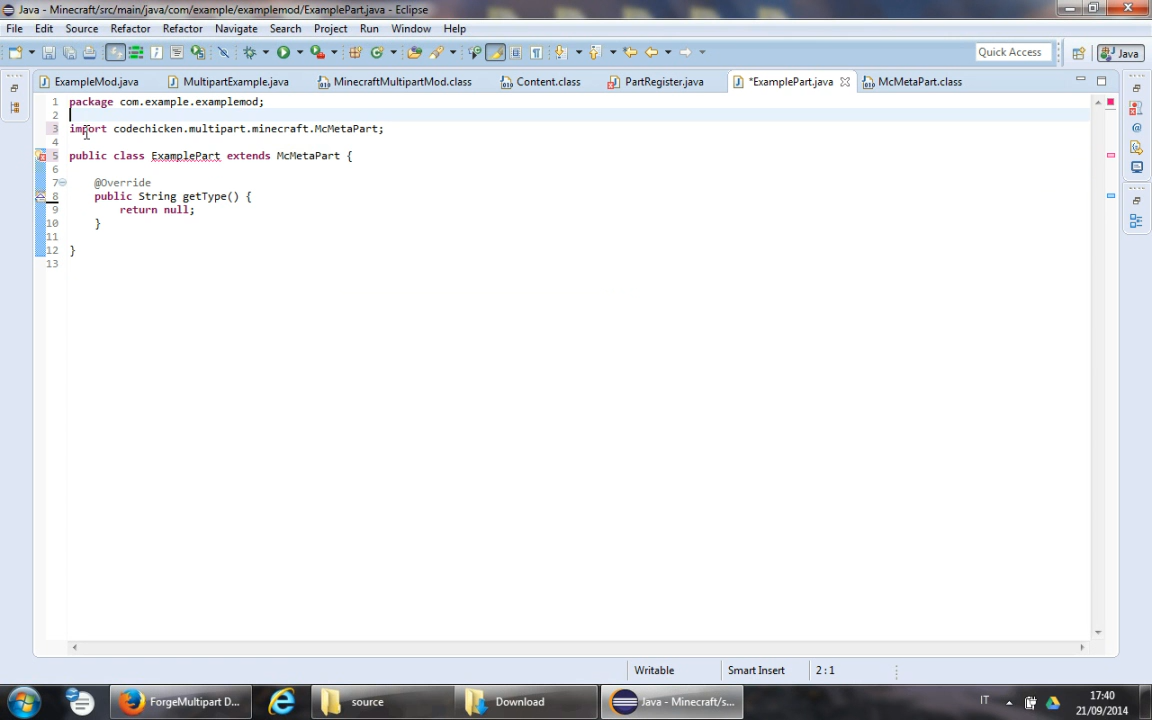 Java - Minecraft/src/main/java/com/example/examplemod/ExamplePart.java - Eclipse
File Edit Source Refactor Refactor Navigate Search Project Run Window Help
Quick Access Java
ExampleMod.java MultipartExample.java MinecraftMultipartMod.class Content.class PartRegister.java *ExamplePart.java McMetaPart.class
1 package com.example.examplemod;
2
3 import codechicken.multipart.minecraft.McMetaPart;
4
5 public class ExamplePart extends McMetaPart {
6
7 @Override
8 public String getType() {
9 return null;
10 }
11
12 }
13
Writable Smart Insert 2 : 1
ForgeMultipart D... source Download Java - Minecraft/s... IT 17:40
21/09/2014